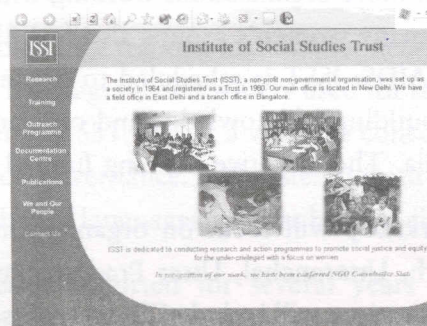 ISST
Institute of Social Studies Trust
Research
Training
Outreach
Programme
Documentation
Centre
Publications
We and Our
People
Contact Us
The Institute of Social Studies Trust (ISST), a non-profit non-governmental organisation, was set up as
a society in 1964 and registered as a Trust in 1980. Our main office is located in New Delhi. We have
a field office in East Delhi and a branch office in Bangalore.
ISST is dedicated to conducting research and action programmes to promote social justice and equity
for the under-privileged with a focus on women
In recognition of our work, we have been conferred NGO Consultative Stat